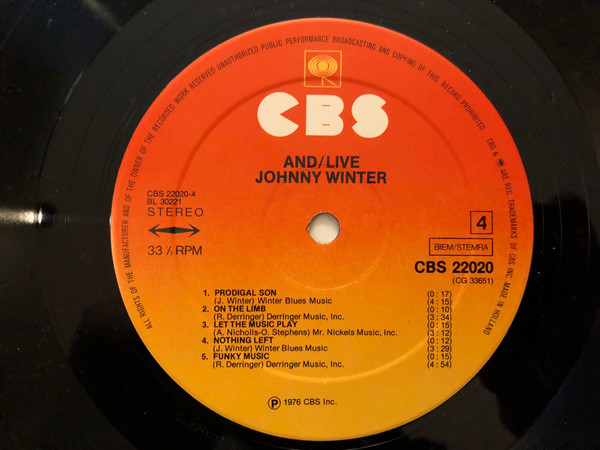 ALL RIGHTS OF THE MANUFACTURER AND OF THE OWNER OF THE RECORDED WORK RESERVED UNAUTHORIZED PUBLIC PERFORMANCE BROADCASTING AND COPYING OF THIS RECORD PROHIBITED
CBS & ARE REG. TRADEMARKS OF CBS INC. MADE IN HOLLAND
CBS
AND/LIVE
JOHNNY WINTER
CBS 22020-4
BL 30221
STEREO
33⅓ RPM
4
BIEM/STEMRA
CBS 22020
(CG 33651)
1. PRODIGAL SON (0 : 17)
(J. Winter) Winter Blues Music (4 : 15)
2. ON THE LIMB (0 : 10)
(R. Derringer) Derringer Music, Inc. (3 : 34)
3. LET THE MUSIC PLAY (0 : 15)
(A. Nicholls-O. Stephens) Mr. Nickels Music, Inc. (3 : 12)
4. NOTHING LEFT (0 : 12)
(J. Winter) Winter Blues Music (3 : 29)
5. FUNKY MUSIC (0 : 15)
(R. Derringer) Derringer Music, Inc. (4 : 54)
Ⓟ 1976 CBS Inc.